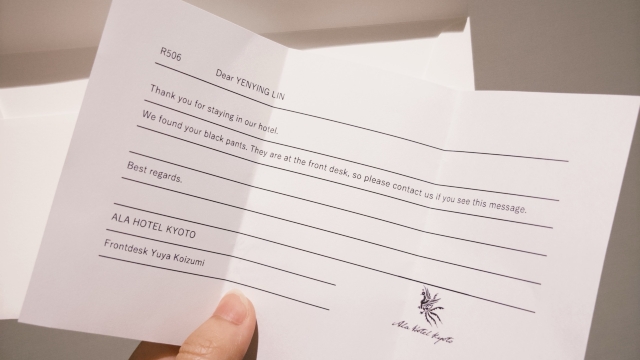 R506 Dear YENYING LIN
Thank you for staying in our hotel.
We found your black pants. They are at the front desk, so please contact us if you see this message.
Best regards.
ALA HOTEL KYOTO
Frontdesk Yuya Koizumi
Ala Hotel Kyoto